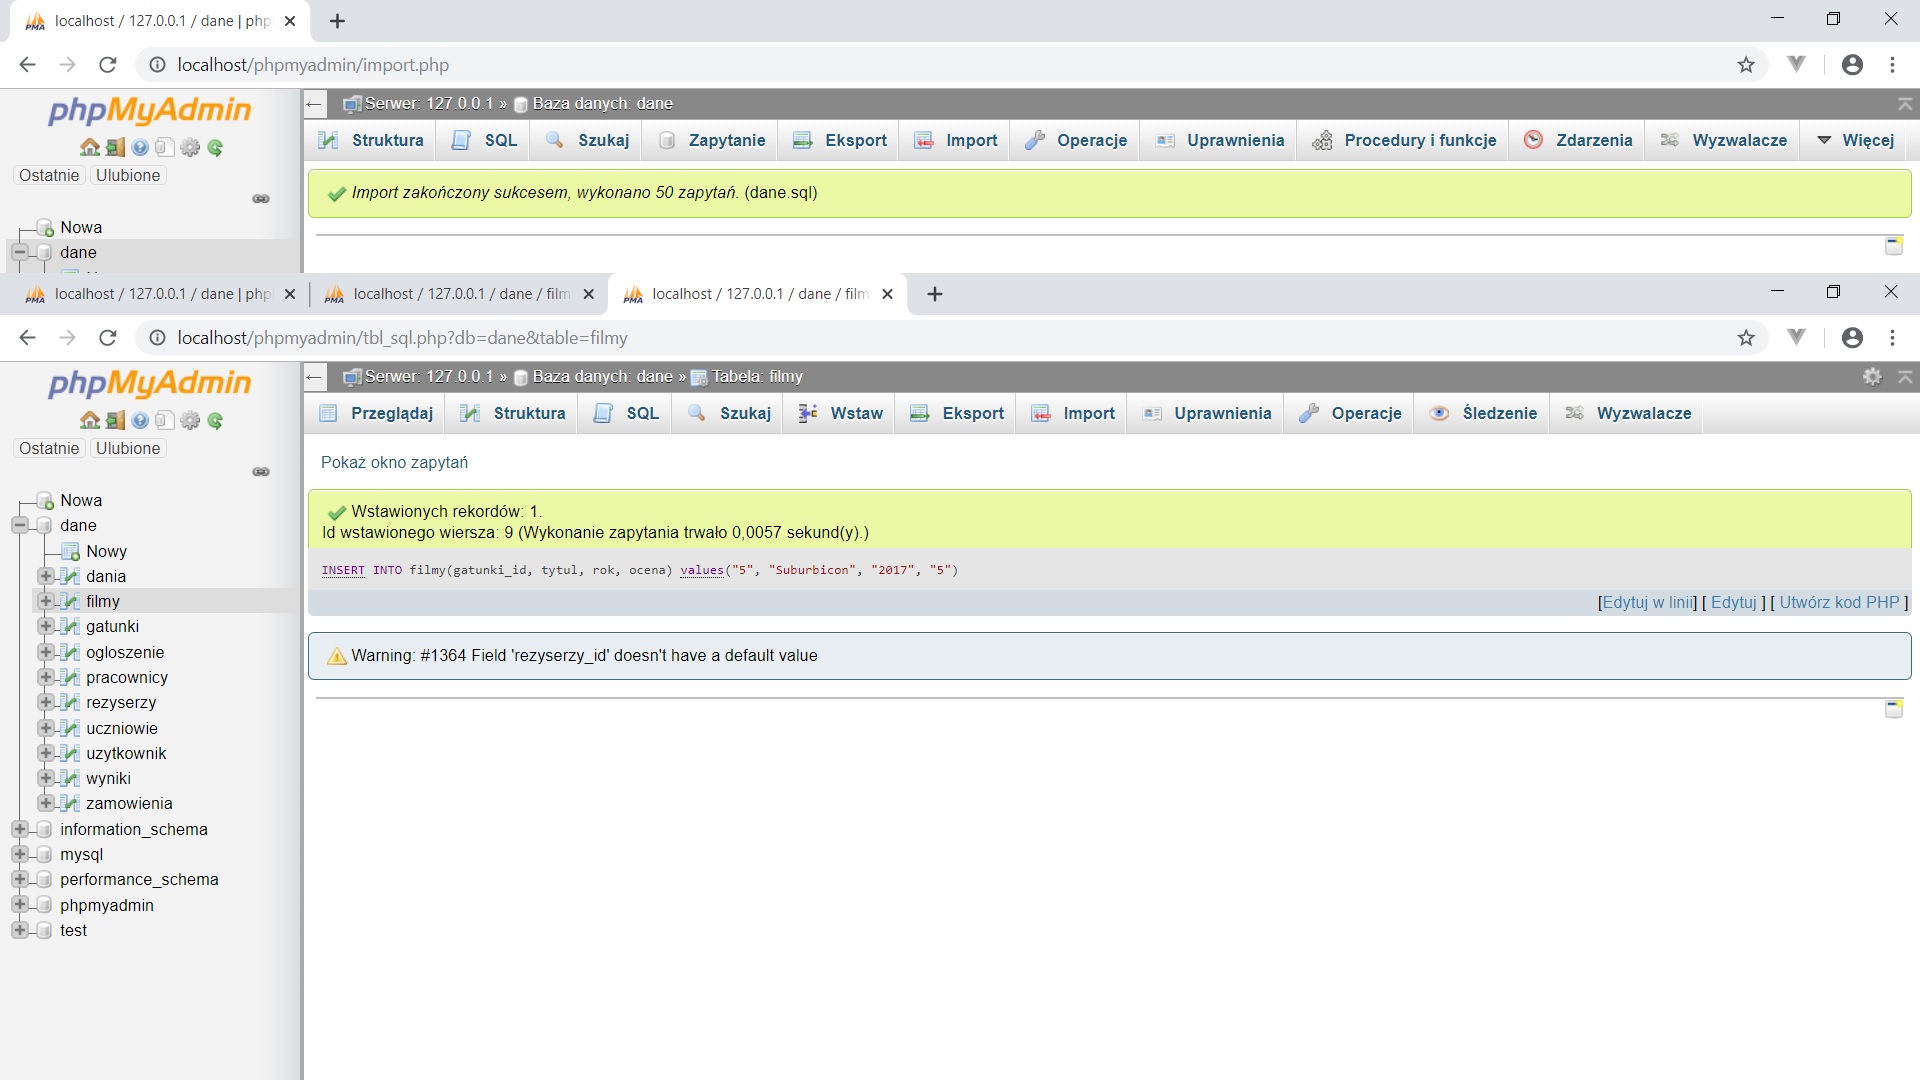 localhost / 127.0.0.1 / dane | php
localhost/phpmyadmin/import.php
phpMyAdmin
Ostatnie Ulubione
Nowa
dane
Serwer: 127.0.0.1 » Baza danych: dane
Struktura SQL Szukaj Zapytanie Eksport Import Operacje Uprawnienia Procedury i funkcje Zdarzenia Wyzwalacze Więcej
Import zakończony sukcesem, wykonano 50 zapytań. (dane.sql)
localhost / 127.0.0.1 / dane | php localhost / 127.0.0.1 / dane / film localhost / 127.0.0.1 / dane / film
localhost/phpmyadmin/tbl_sql.php?db=dane&table=filmy
phpMyAdmin
Ostatnie Ulubione
Nowa
dane
Nowy
dania
filmy
gatunki
ogloszenie
pracownicy
rezyserzy
uczniowie
uzytkownik
wyniki
zamowienia
information_schema
mysql
performance_schema
phpmyadmin
test
Serwer: 127.0.0.1 » Baza danych: dane » Tabela: filmy
Przeglądaj Struktura SQL Szukaj Wstaw Eksport Import Uprawnienia Operacje Śledzenie Wyzwalacze
Pokaż okno zapytań
Wstawionych rekordów: 1.
Id wstawionego wiersza: 9 (Wykonanie zapytania trwało 0,0057 sekund(y).)
INSERT INTO filmy(gatunki_id, tytul, rok, ocena) values("5", "Suburbicon", "2017", "5")
[Edytuj w linii] [ Edytuj ] [ Utwórz kod PHP ]
Warning: #1364 Field 'rezyserzy_id' doesn't have a default value